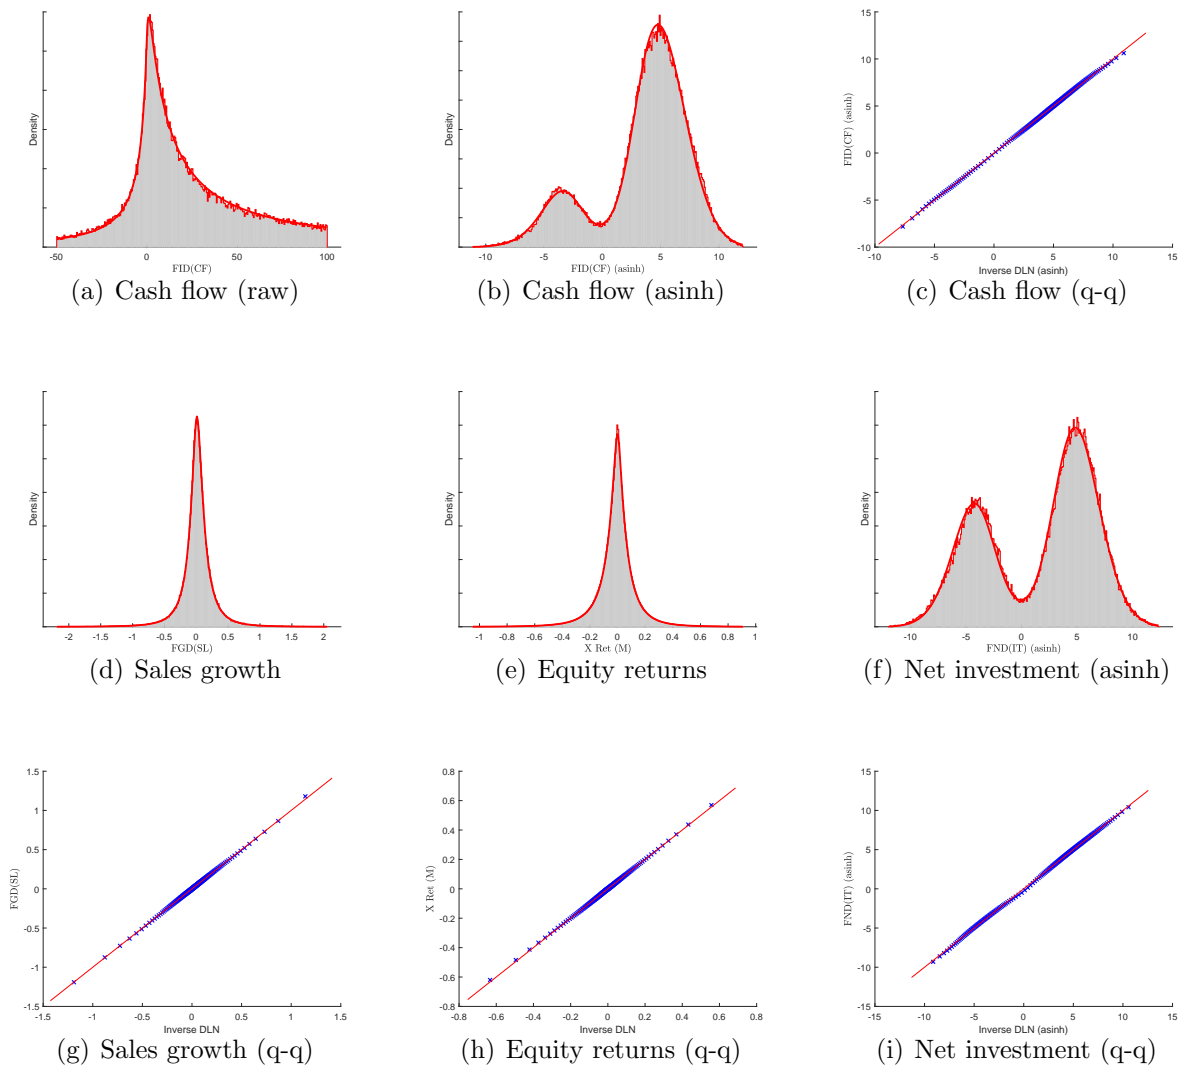 Density
-50 0 50 100
FID(CF)
(a) Cash flow (raw)
Density
-10 -5 0 5 10
FID(CF) (asinh)
(b) Cash flow (asinh)
FID(CF) (asinh)
15
10
5
0
-5
-10
-10 -5 0 5 10 15
Inverse DLN (asinh)
(c) Cash flow (q-q)
Density
-2 -1.5 -1 -0.5 0 0.5 1 1.5 2
FGD(SL)
(d) Sales growth
Density
-1 -0.8 -0.6 -0.4 -0.2 0 0.2 0.4 0.6 0.8 1
X Ret (M)
(e) Equity returns
Density
-10 -5 0 5 10
FND(IT) (asinh)
(f) Net investment (asinh)
FGD(SL)
1.5
1
0.5
0
-0.5
-1
-1.5
-1.5 -1 -0.5 0 0.5 1 1.5
Inverse DLN
(g) Sales growth (q-q)
X Ret (M)
0.8
0.6
0.4
0.2
0
-0.2
-0.4
-0.6
-0.8
-0.8 -0.6 -0.4 -0.2 0 0.2 0.4 0.6 0.8
Inverse DLN
(h) Equity returns (q-q)
FND(IT) (asinh)
15
10
5
0
-5
-10
-15
-15 -10 -5 0 5 10 15
Inverse DLN (asinh)
(i) Net investment (q-q)